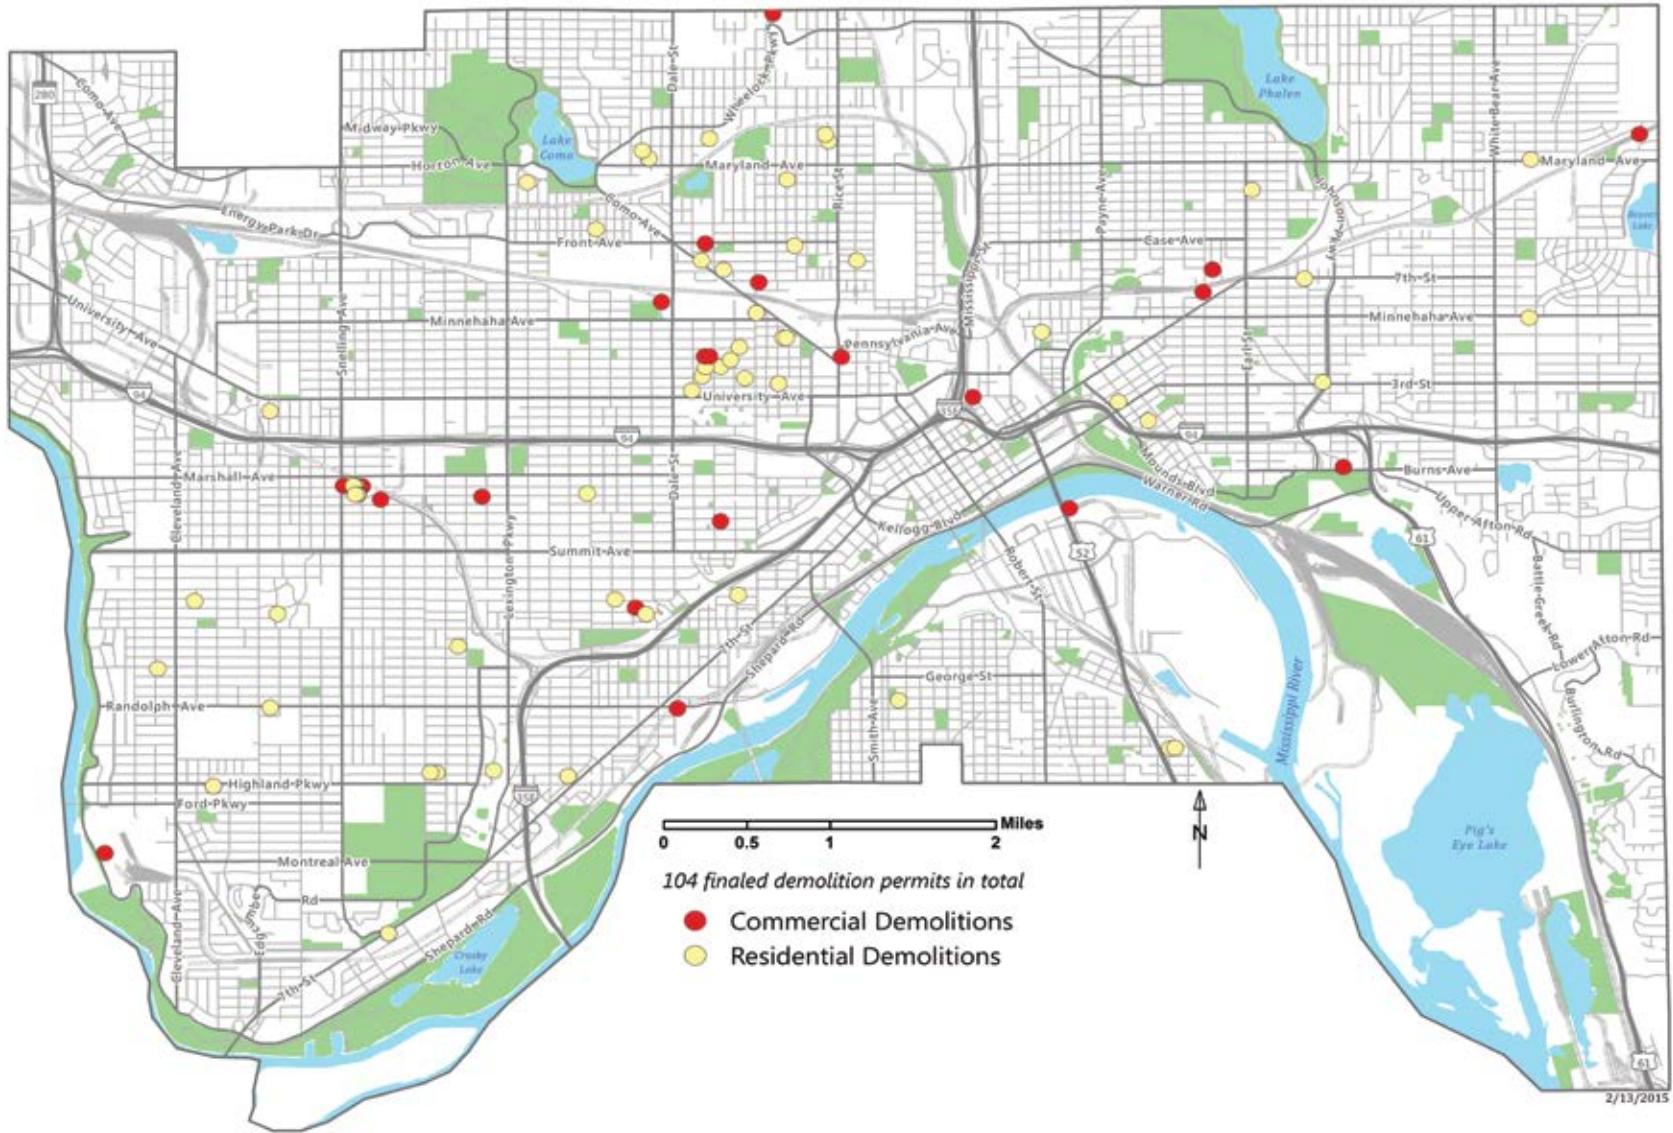 280
Como-Ave
Midway-Pkwy
Horton Ave
Lake
Como
Dale-St
Wheelock-Pkwy
Maryland-Ave
Rice-St
Lake
Phalen
White-Bear-Ave
Maryland-Ave
Johnson-Pkwy
Payne-Ave
Energy-Park-Dr
Como-Ave
Front-Ave
Case-Ave
7th-St
University-Ave
Snelling-Ave
Minnehaha-Ave
Mississippi-St
Pennsylvania-Ave
Minnehaha-Ave
Earl-St
94
University-Ave
35E
3rd-St
94
94
Marshall-Ave
Cleveland-Ave
Dale-St
Burns-Ave
Mounds-Blvd
Warner-Rd
Upper-Afton-Rd
Kellogg-Blvd
Lexington-Pkwy
Summit-Ave
Robert-St
52
61
Battle-Creek-Rd
7th-St
Shepard-Rd
Lower-Afton-Rd
George-St
Smith-Ave
Mississippi River
Burlington-Rd
Randolph-Ave
Highland-Pkwy
Ford-Pkwy
35E
Montreal-Ave
Rd
Cleveland-Ave
Shepard-Rd
7th-St
Crosby
Lake
Pig's
Eye Lake
0 0.5 1 2 Miles
N
104 finaled demolition permits in total
Commercial Demolitions
Residential Demolitions
61
2/13/2015